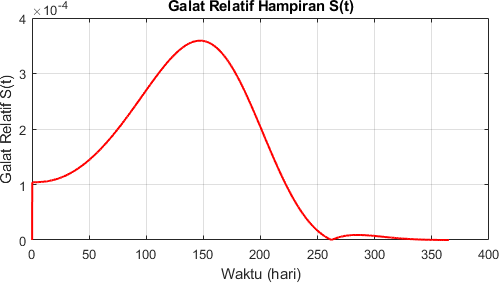 Galat Relatif Hampiran S(t)
×10⁻⁴
4
3
2
1
0
Galat Relatif S(t)
0 50 100 150 200 250 300 350 400
Waktu (hari)